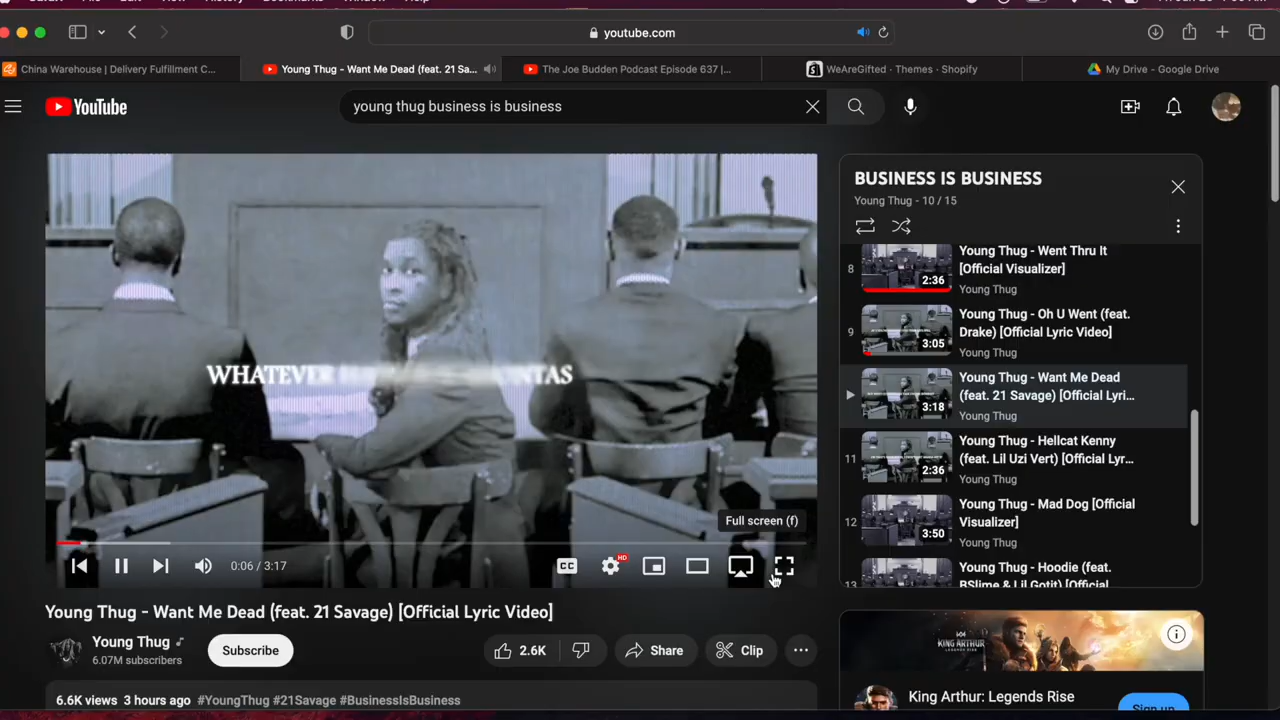 youtube.com
China Warehouse | Delivery Fulfillment C...
Young Thug - Want Me Dead (feat. 21 Sa...
The Joe Budden Podcast Episode 637 |...
WeAreGifted · Themes · Shopify
My Drive - Google Drive
YouTube
young thug business is business
WHATEVER
BUSINESS IS BUSINESS
Young Thug - 10 / 15
8
Young Thug - Went Thru It
[Official Visualizer]
2:36
Young Thug
9
Young Thug - Oh U Went (feat.
Drake) [Official Lyric Video]
3:05
Young Thug
Young Thug - Want Me Dead
(feat. 21 Savage) [Official Lyri...
3:18
Young Thug
11
Young Thug - Hellcat Kenny
(feat. Lil Uzi Vert) [Official Lyr...
2:36
Young Thug
12
Young Thug - Mad Dog [Official
Visualizer]
3:50
Young Thug
13
Young Thug - Hoodie (feat.
BSlime & Lil Gotit) [Official
Full screen (f)
0:06 / 3:17
CC
HD
Young Thug - Want Me Dead (feat. 21 Savage) [Official Lyric Video]
Young Thug
6.07M subscribers
Subscribe
2.6K
Share
Clip
6.6K views 3 hours ago #YoungThug #21Savage #BusinessIsBusiness
KING ARTHUR
King Arthur: Legends Rise
Sign up